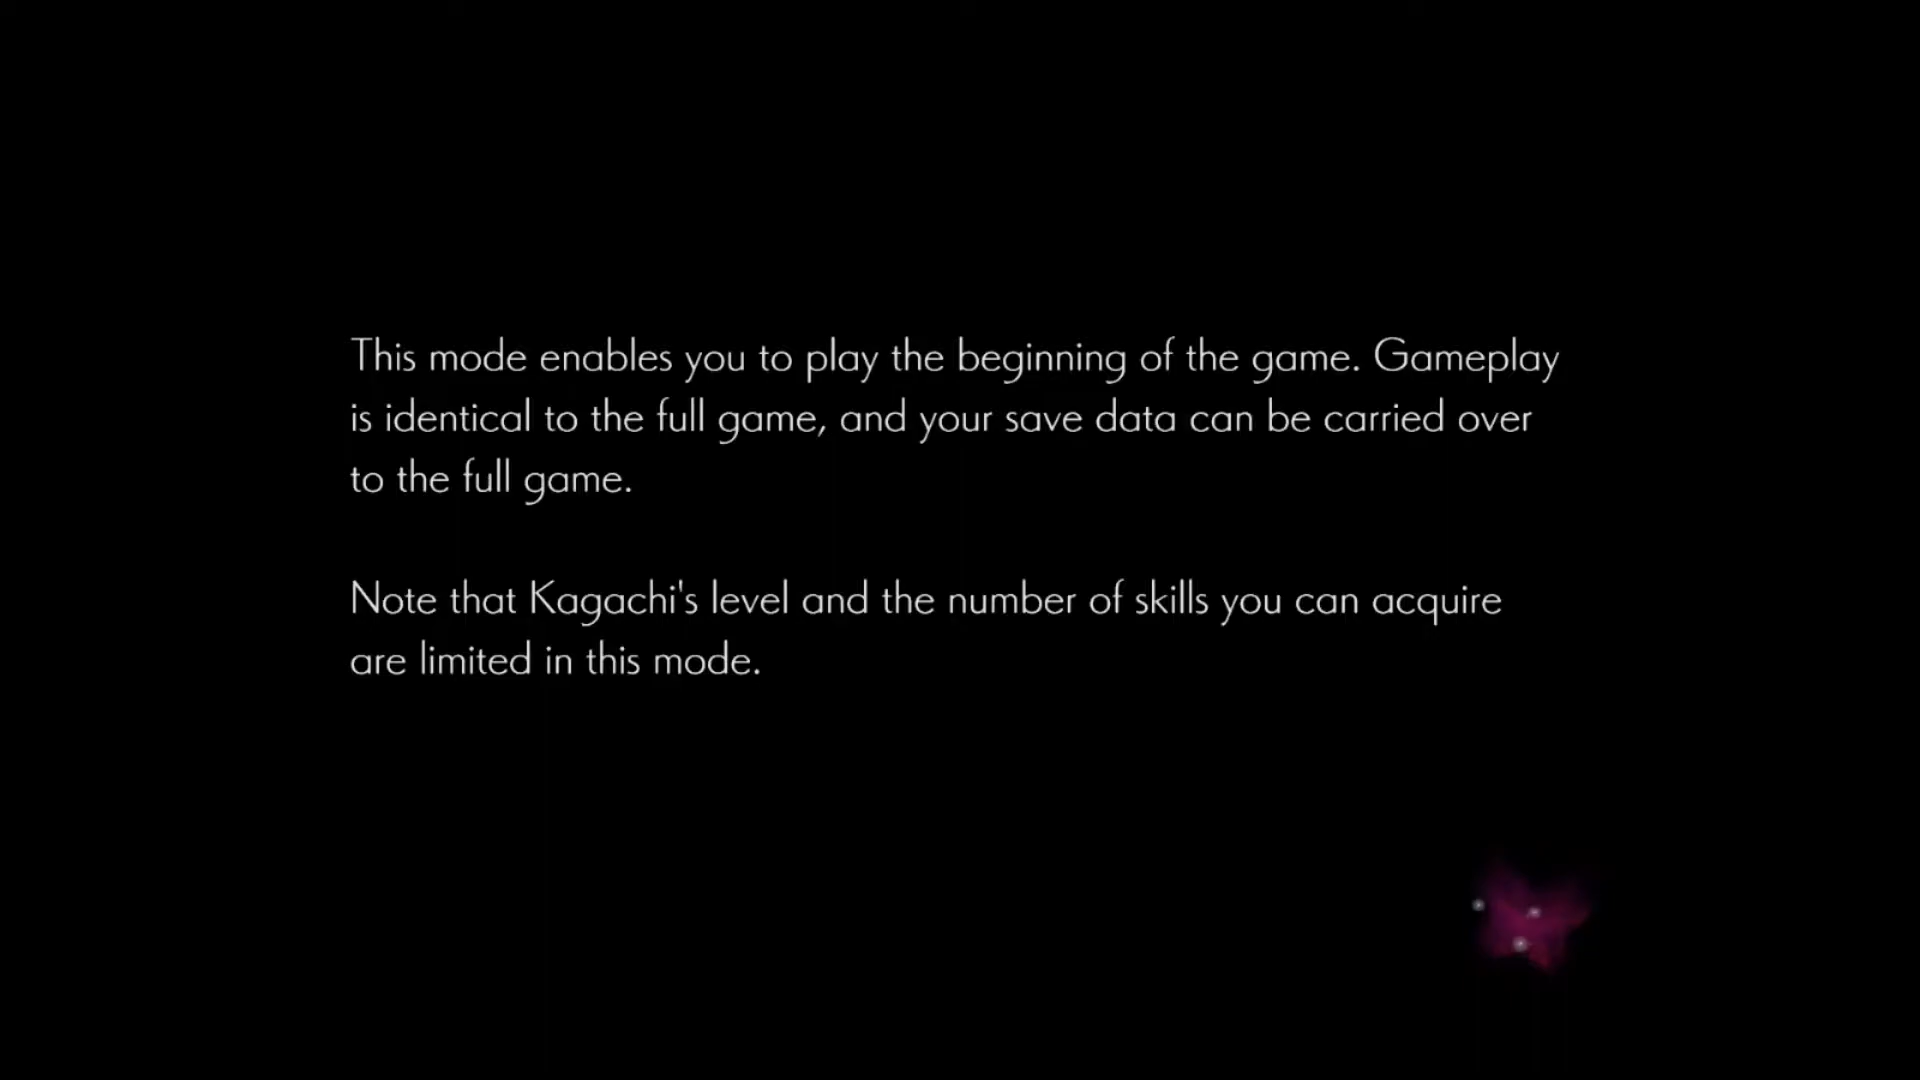 This mode enables you to play the beginning of the game. Gameplay
is identical to the full game, and your save data can be carried over
to the full game.
Note that Kagachi's level and the number of skills you can acquire
are limited in this mode.